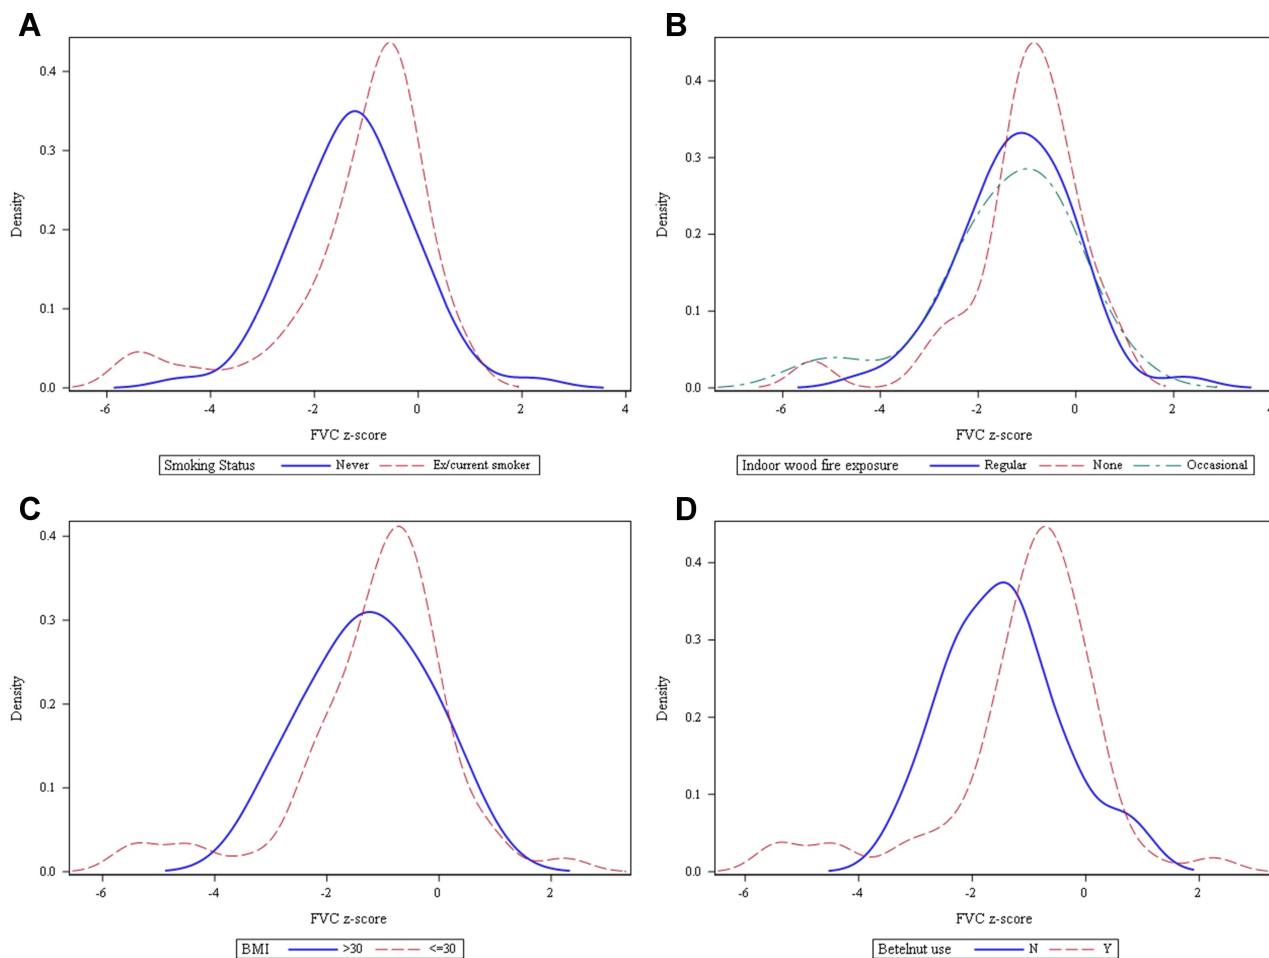 A
B
0.4
0.3
0.2
0.1
0.0
Density
-6
-4
-2
0
2
4
FVC z-score
Smoking Status Never Ex/current smoker
0.4
0.3
0.2
0.1
0.0
Density
-6
-4
-2
0
2
4
FVC z-score
Indoor wood fire exposure Regular None Occasional
C
D
0.4
0.3
0.2
0.1
0.0
Density
-6
-4
-2
0
2
FVC z-score
BMI >30 <=30
0.4
0.3
0.2
0.1
0.0
Density
-6
-4
-2
0
2
FVC z-score
Betelnut use N Y